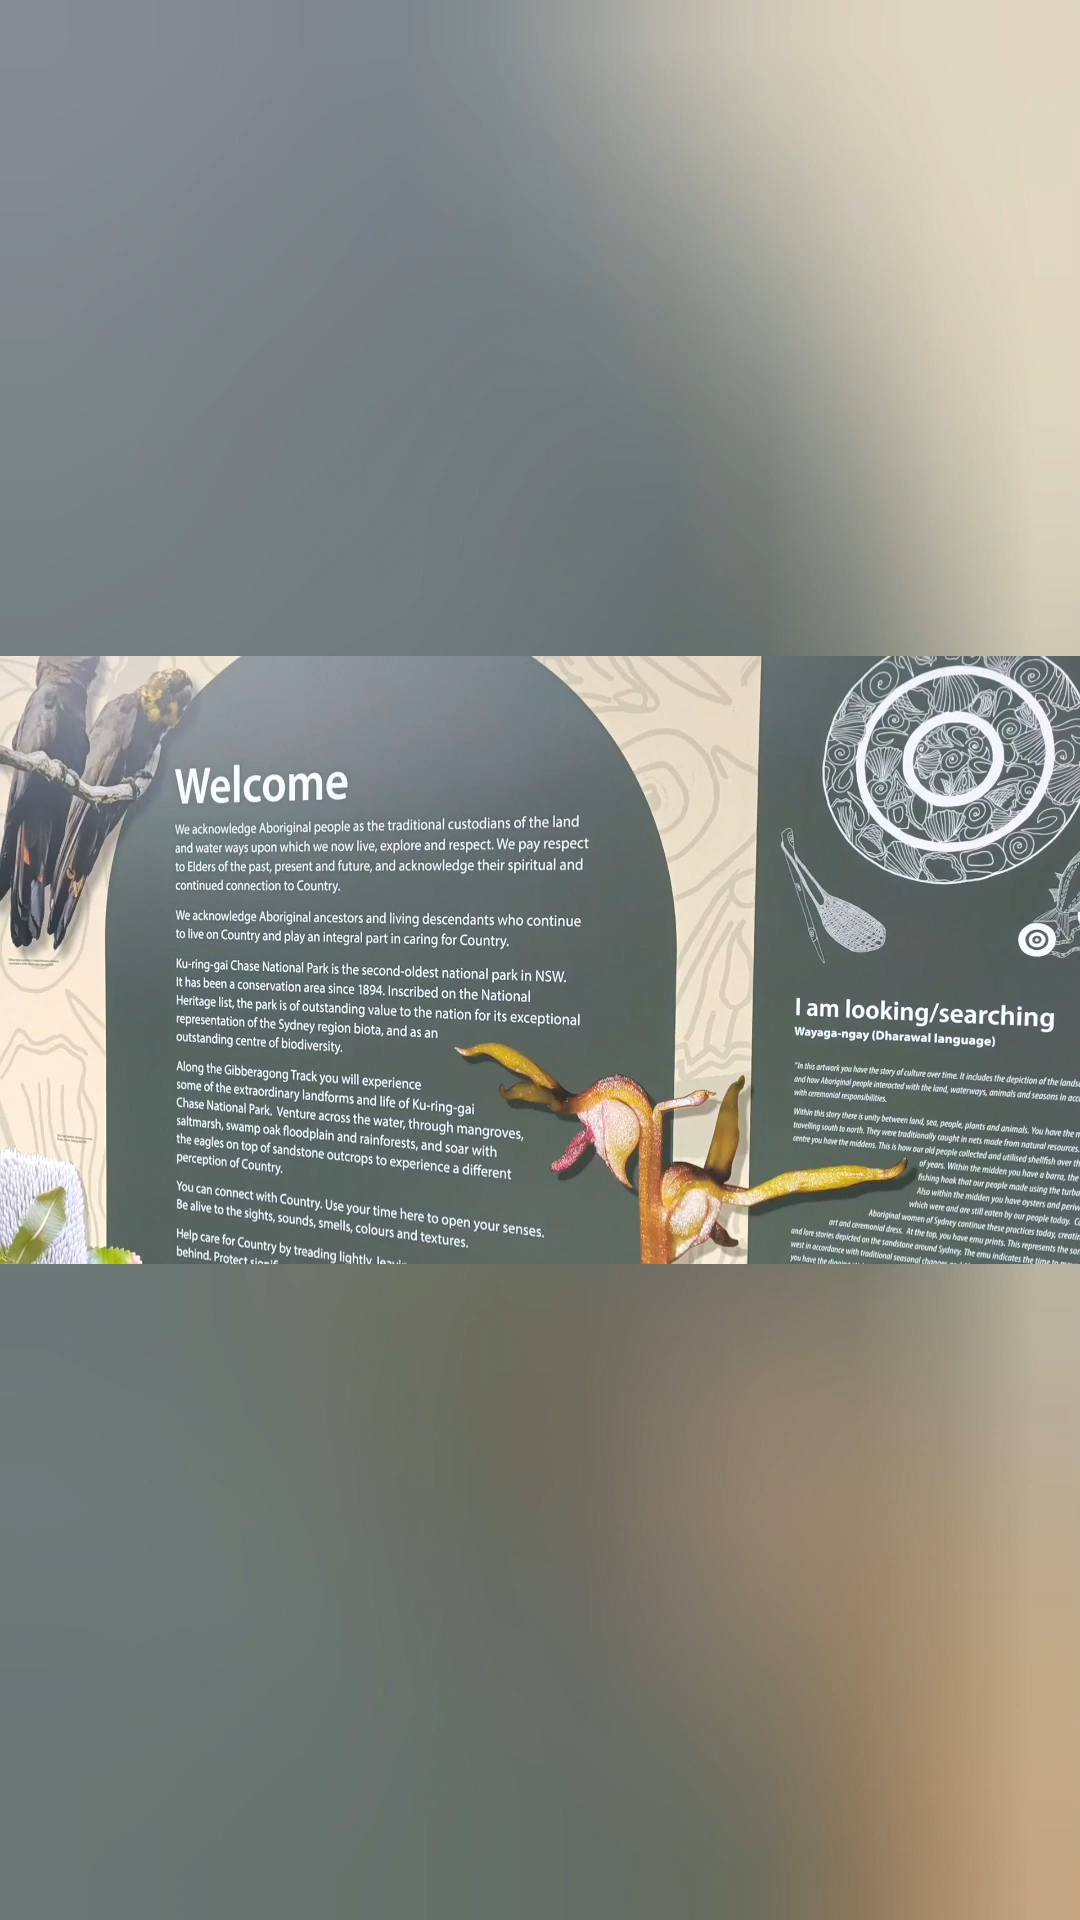 Welcome
We acknowledge Aboriginal people as the traditional custodians of the land
and water ways upon which we now live, explore and respect. We pay respect
to Elders of the past, present and future, and acknowledge their spiritual and
continued connection to Country.
We acknowledge Aboriginal ancestors and living descendants who continue
to live on Country and play an integral part in caring for Country.
Ku-ring-gai Chase National Park is the second-oldest national park in NSW.
It has been a conservation area since 1894. Inscribed on the National
Heritage list, the park is of outstanding value to the nation for its exceptional
representation of the Sydney region biota, and as an
outstanding centre of biodiversity.
Along the Gibberagong Track you will experience
some of the extraordinary landforms and life of Ku-ring-gai
Chase National Park. Venture across the water, through mangroves,
saltmarsh, swamp oak floodplain and rainforests, and soar with
the eagles on top of sandstone outcrops to experience a different
perception of Country.
You can connect with Country. Use your time here to open your senses.
Be alive to the sights, sounds, smells, colours and textures.
Help care for Country by treading lightly,
behind. Protect
I am looking/searching
Wayaga-ngay (Dharawal language)
"In this artwork you have the story of culture over time. It includes the depiction of the
and how Aboriginal people interacted with the land, waterways, animals and seasons in
with ceremonial responsibilities.
Within this story there is unity between land, sea, people, plants and animals. You have the
travelling south to north. They were traditionally caught in nets made from natural resources.
centre you have the middens. This is how our old people collected and utilised shellfish over
of years. Within the midden you have a barra, the
fishing hook that our people made using the
Also within the midden you have oysters and
which were and are still eaten by our people today.
Aboriginal women of Sydney continue these practices today,
art and ceremonial dress. At the top, you have emu prints. This represents the
and lore stories depicted on the sandstone around Sydney. The emu indicates the time to
west in accordance with traditional seasonal
you have the